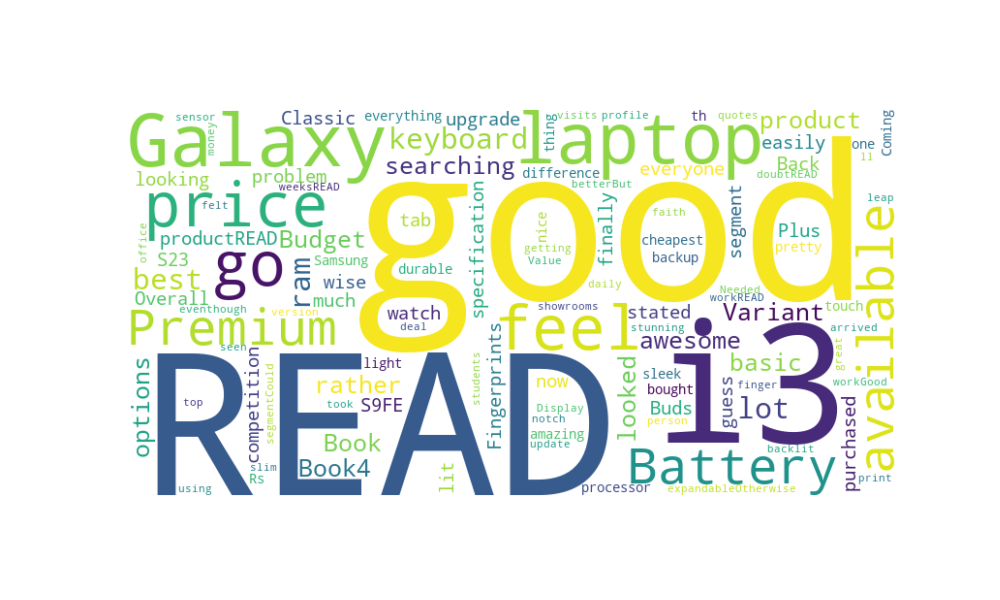 sensor
money
Galaxy
Classic
everything
upgrade
laptop
thing
visits
profile
th
quotes
product
Coming
keyboard
searching
difference
easily
one
ll
looking
problem
weeksREAD
betterBut
everyone
Back
doubtREAD
leap
price
felt
tab
good
specification
nice
getting
Value
finally
faith
cheapest
backup
segment
Plus
pretty
available
office
productREAD
Budget
S23
go
Samsung
durable
daily
best
ram
wise
Overall
much
workREAD
Needed
eventhough
version
watch
deal
showrooms
stated
Variant
touch
Premium
feel
stunning
awesome
arrived
great
seen
options
competition
segmentCould
light
students
Fingerprints
looked
sleek
basic
i3
rather
now
bought
guess
finger
workGood
READ
top
took
S9FE
Display
notch
Buds
lot
person
purchased
Book
amazing
update
backlit
slim
Rs
Book4
lit
Battery
print
using
processor
expandableOtherwise